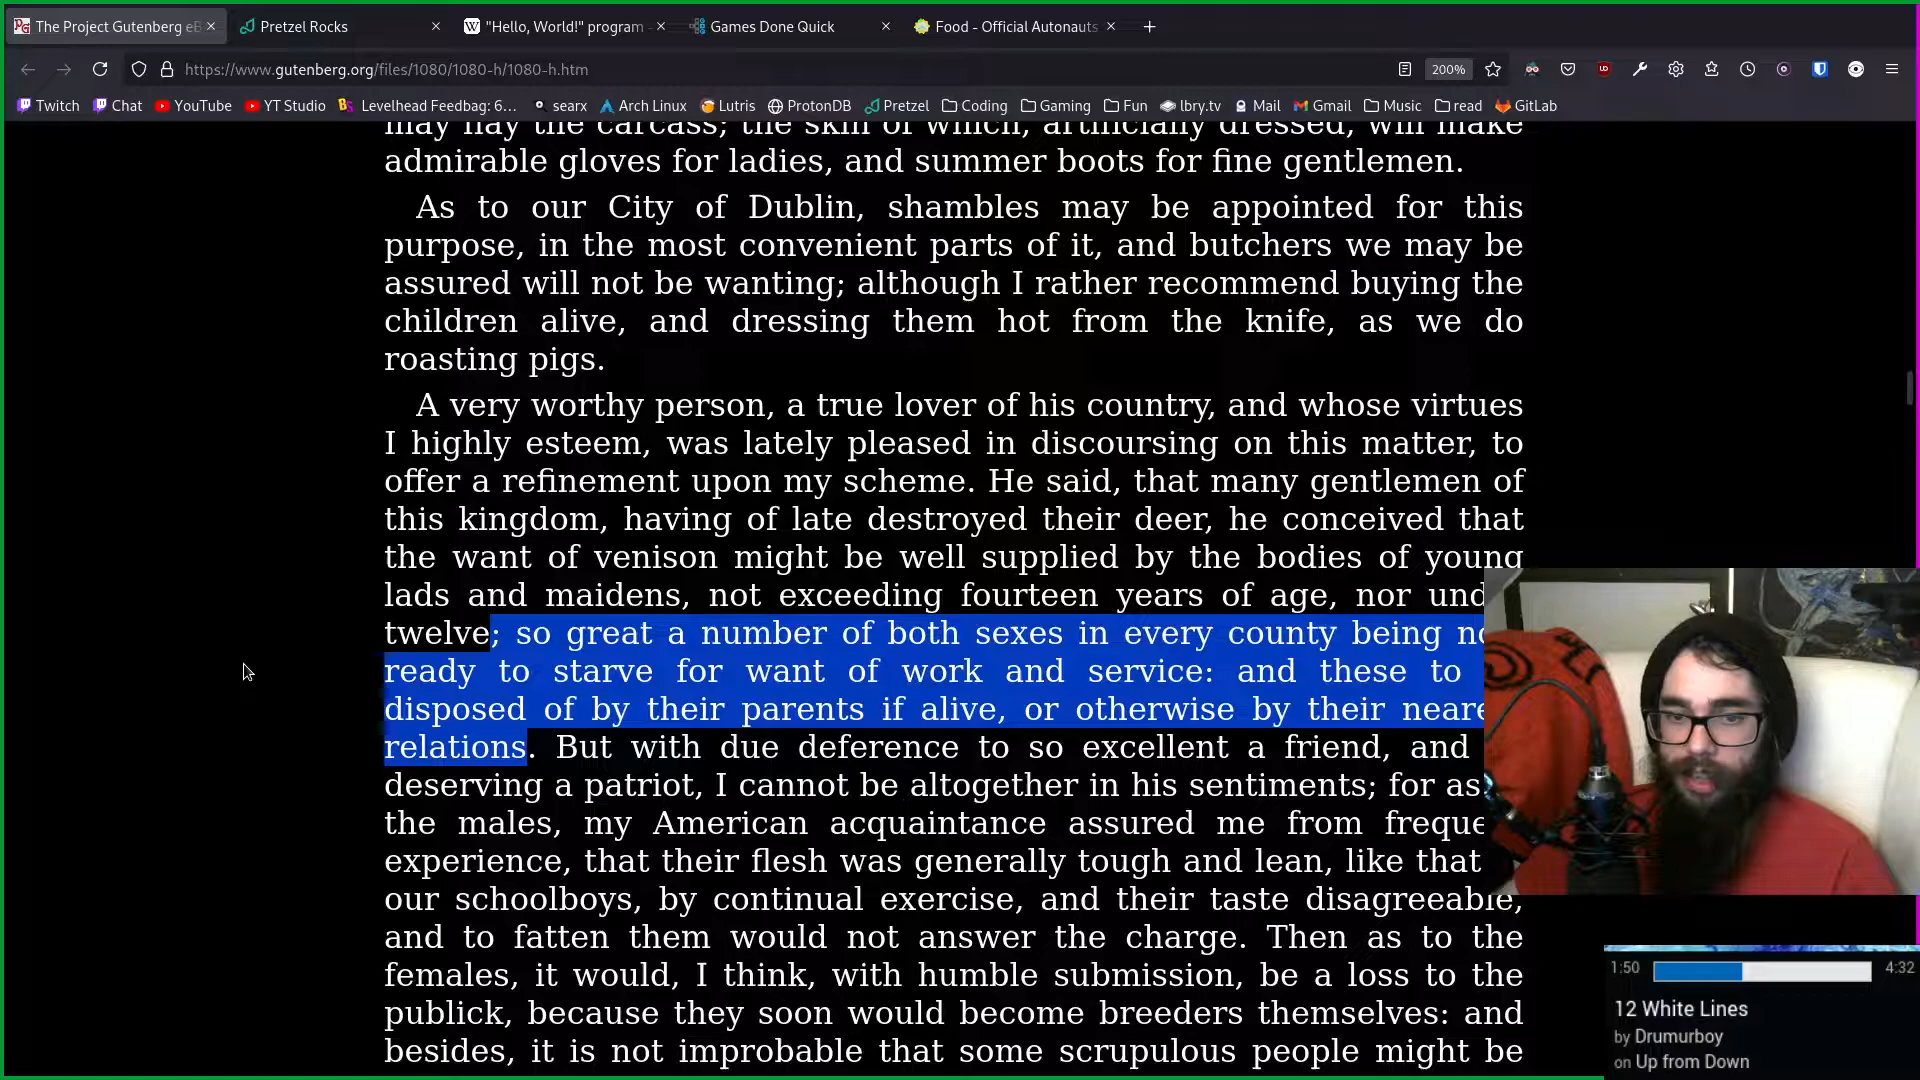 The Project Gutenberg eB
Pretzel Rocks
"Hello, World!" program -
Games Done Quick
Food - Official Autonauts
https://www.gutenberg.org/files/1080/1080-h/1080-h.htm
200%
Twitch
Chat
YouTube
YT Studio
Levelhead Feedbag: 6…
searx
Arch Linux
Lutris
ProtonDB
Pretzel
Coding
Gaming
Fun
lbry.tv
Mail
Gmail
Music
read
GitLab
may flay the carcass; the skin of which, artificially dressed, will make
admirable gloves for ladies, and summer boots for fine gentlemen.
As to our City of Dublin, shambles may be appointed for this
purpose, in the most convenient parts of it, and butchers we may be
assured will not be wanting; although I rather recommend buying the
children alive, and dressing them hot from the knife, as we do
roasting pigs.
A very worthy person, a true lover of his country, and whose virtues
I highly esteem, was lately pleased in discoursing on this matter, to
offer a refinement upon my scheme. He said, that many gentlemen of
this kingdom, having of late destroyed their deer, he conceived that
the want of venison might be well supplied by the bodies of young
lads and maidens, not exceeding fourteen years of age, nor und
twelve; so great a number of both sexes in every county being no
ready to starve for want of work and service: and these to
disposed of by their parents if alive, or otherwise by their neare
relations. But with due deference to so excellent a friend, and
deserving a patriot, I cannot be altogether in his sentiments; for as
the males, my American acquaintance assured me from freque
experience, that their flesh was generally tough and lean, like that
our schoolboys, by continual exercise, and their taste disagreeable,
and to fatten them would not answer the charge. Then as to the
females, it would, I think, with humble submission, be a loss to the
publick, because they soon would become breeders themselves: and
besides, it is not improbable that some scrupulous people might be
1:50
4:32
12 White Lines
by Drumurboy
on Up from Down